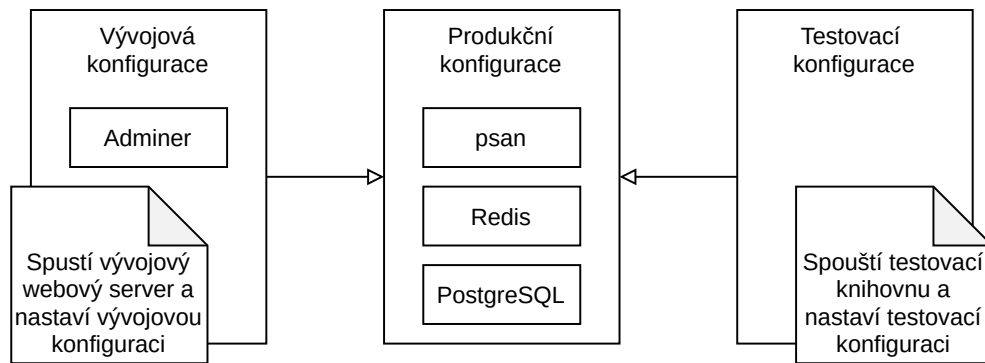 Vývojová
konfigurace
Adminer
Spustí vývojový
webový server a
nastaví vývojovou
konfiguraci
Produkční
konfigurace
psan
Redis
PostgreSQL
Testovací
konfigurace
Spouští testovací
knihovnu a
nastaví testovací
konfiguraci